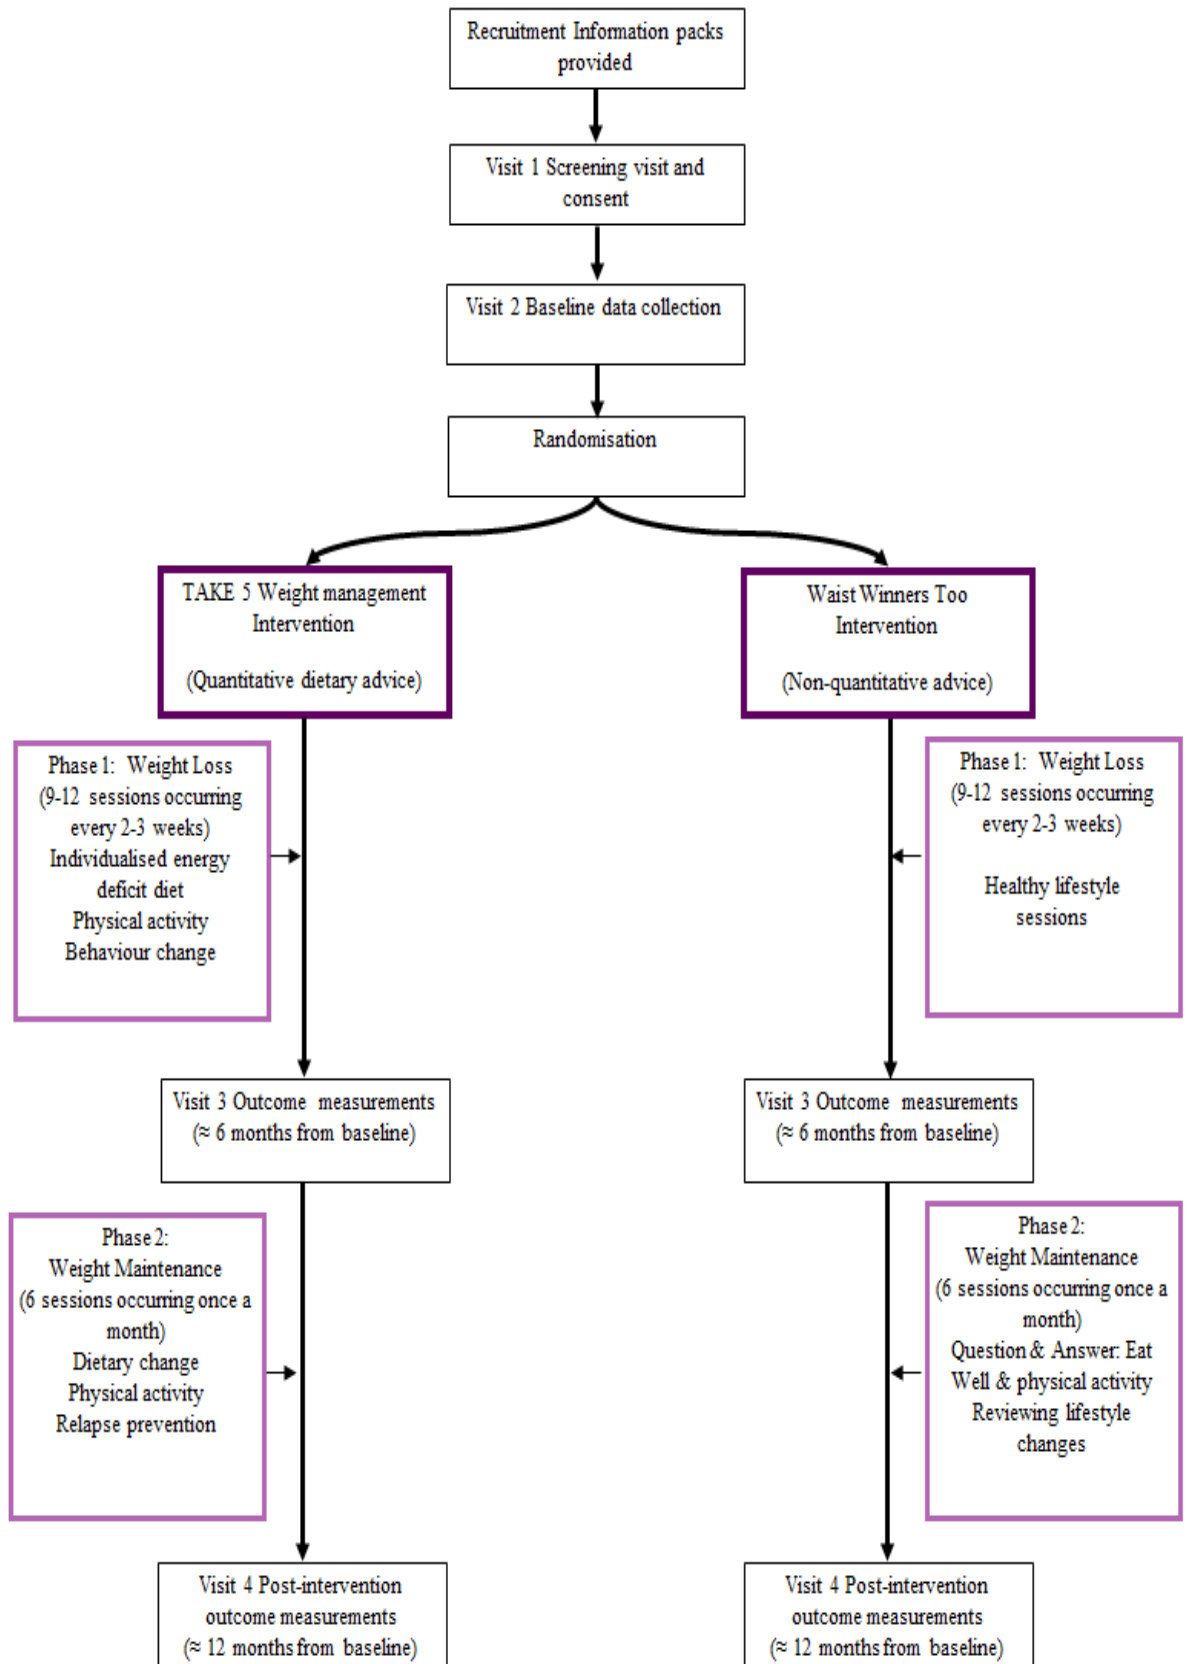 Recruitment Information packs
provided
Visit 1 Screening visit and
consent
Visit 2 Baseline data collection
Randomisation
TAKE 5 Weight management
Intervention
(Quantitative dietary advice)
Waist Winners Too
Intervention
(Non-quantitative advice)
Phase 1: Weight Loss
(9-12 sessions occurring
every 2-3 weeks)
Individualised energy
deficit diet
Physical activity
Behaviour change
Phase 1: Weight Loss
(9-12 sessions occurring
every 2-3 weeks)
Healthy lifestyle
sessions
Visit 3 Outcome measurements
(≈ 6 months from baseline)
Visit 3 Outcome measurements
(≈ 6 months from baseline)
Phase 2:
Weight Maintenance
(6 sessions occurring once a
month)
Dietary change
Physical activity
Relapse prevention
Phase 2:
Weight Maintenance
(6 sessions occurring once a
month)
Question & Answer: Eat
Well & physical activity
Reviewing lifestyle
changes
Visit 4 Post-intervention
outcome measurements
(≈ 12 months from baseline)
Visit 4 Post-intervention
outcome measurements
(≈ 12 months from baseline)